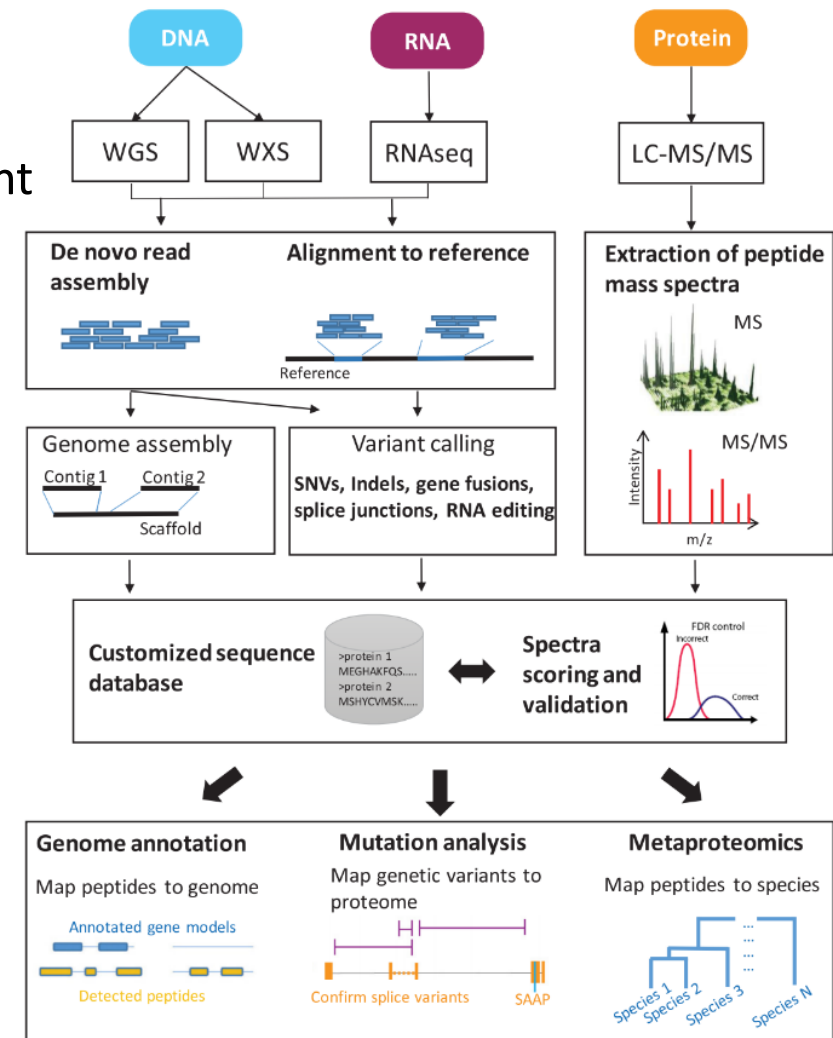 DNA
RNA
Protein
WGS
WXS
RNAseq
LC-MS/MS
nt
De novo read
assembly
Alignment to reference
Reference
Extraction of peptide
mass spectra
MS
MS/MS
Intensity
m/z
Genome assembly
Contig 1
Contig 2
Scaffold
Variant calling
SNVs, Indels, gene fusions,
splice junctions, RNA editing
Customized sequence
database
>protein 1
MEGHAKFQS.....
>protein 2
MSHYCVMSK.....
Spectra
scoring and
validation
FDR control
Incorrect
Correct
Genome annotation
Map peptides to genome
Annotated gene models
Detected peptides
Mutation analysis
Map genetic variants to
proteome
Confirm splice variants
SAAP
Metaproteomics
Map peptides to species
...
...
...
...
Species 1
Species 2
Species 3
Species N